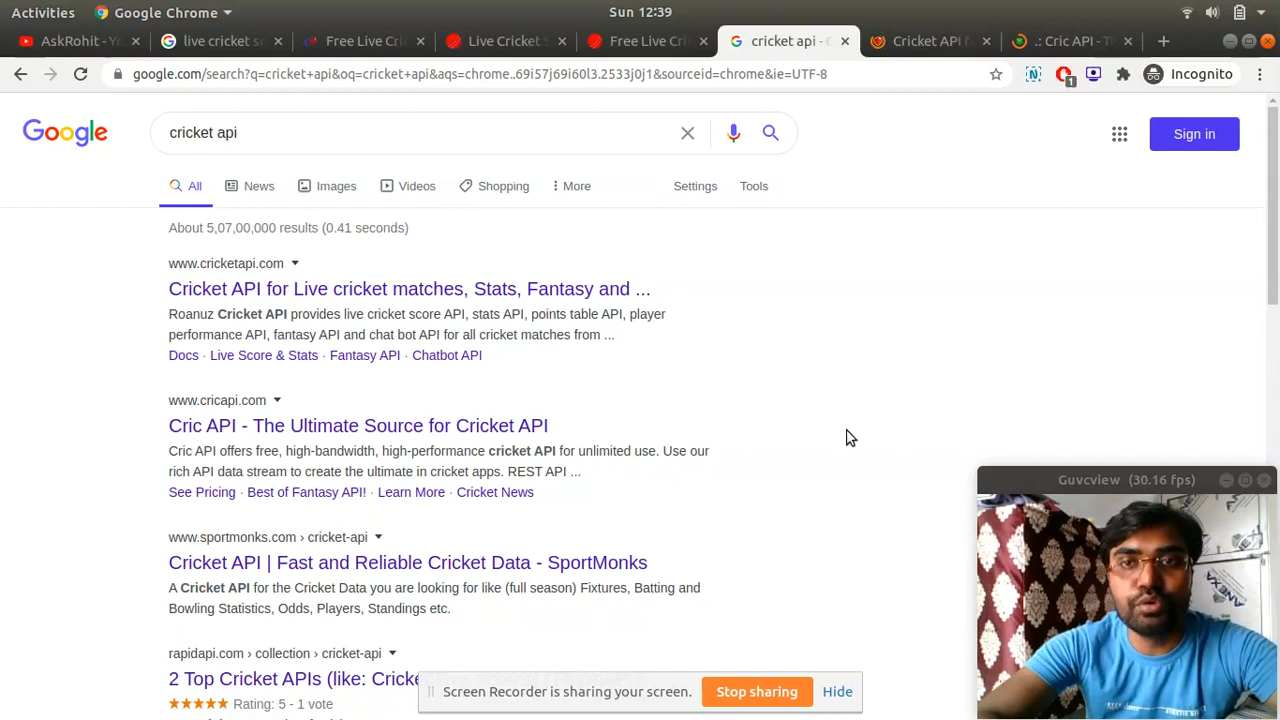 Activities Google Chrome Sun 12:39
AskRohit - Yo live cricket sc Free Live Cri Live Cricket S Free Live Cri cricket api - G Cricket API fo .: Cric API - Th
google.com/search?q=cricket+api&oq=cricket+api&aqs=chrome..69i57j69i60l3.2533j0j1&sourceid=chrome&ie=UTF-8 1 Incognito
Google cricket api Sign in
All News Images Videos Shopping More Settings Tools
About 5,07,00,000 results (0.41 seconds)
www.cricketapi.com
Cricket API for Live cricket matches, Stats, Fantasy and ...
Roanuz Cricket API provides live cricket score API, stats API, points table API, player
performance API, fantasy API and chat bot API for all cricket matches from ...
Docs · Live Score & Stats · Fantasy API · Chatbot API
www.cricapi.com
Cric API - The Ultimate Source for Cricket API
Cric API offers free, high-bandwidth, high-performance cricket API for unlimited use. Use our
rich API data stream to create the ultimate in cricket apps. REST API ...
See Pricing · Best of Fantasy API! · Learn More · Cricket News
Guvcview (30.16 fps)
www.sportmonks.com › cricket-api
Cricket API | Fast and Reliable Cricket Data - SportMonks
A Cricket API for the Cricket Data you are looking for like (full season) Fixtures, Batting and
Bowling Statistics, Odds, Players, Standings etc.
rapidapi.com › collection › cricket-api
2 Top Cricket APIs (like: Cricke
Screen Recorder is sharing your screen. Stop sharing Hide
Rating: 5 - 1 vote